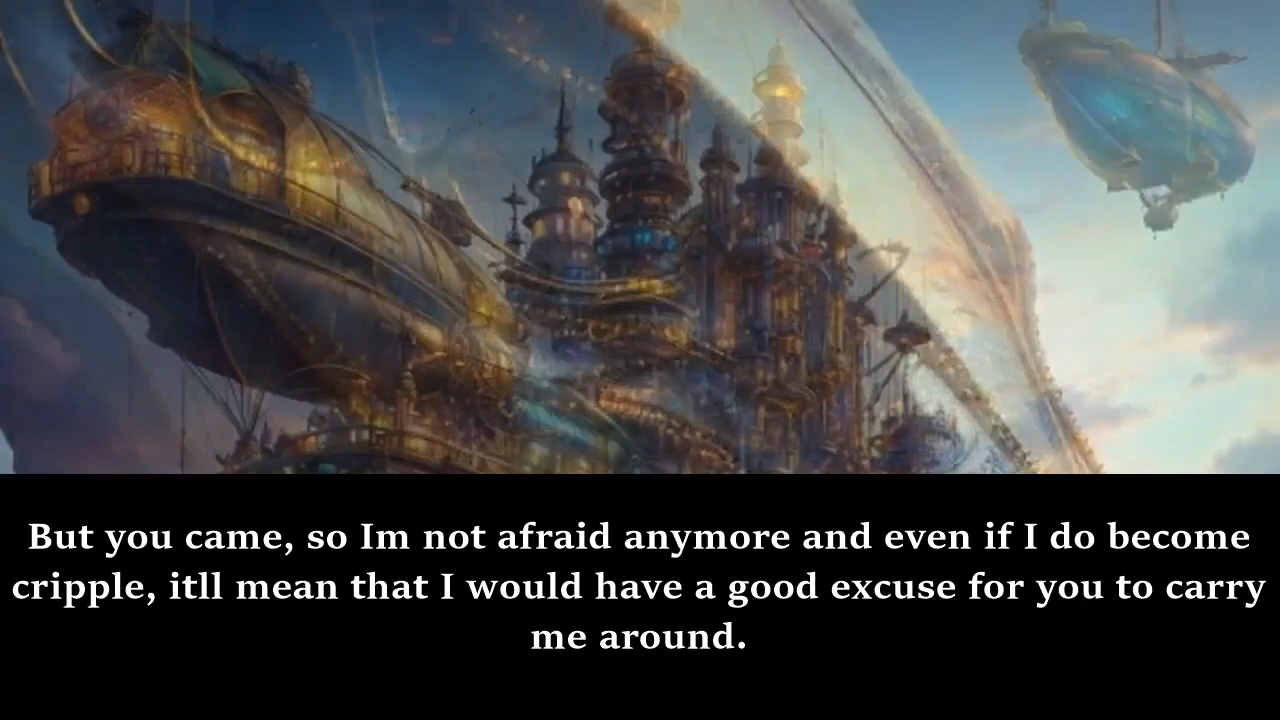 But you came, so Im not afraid anymore and even if I do become
cripple, itll mean that I would have a good excuse for you to carry
me around.